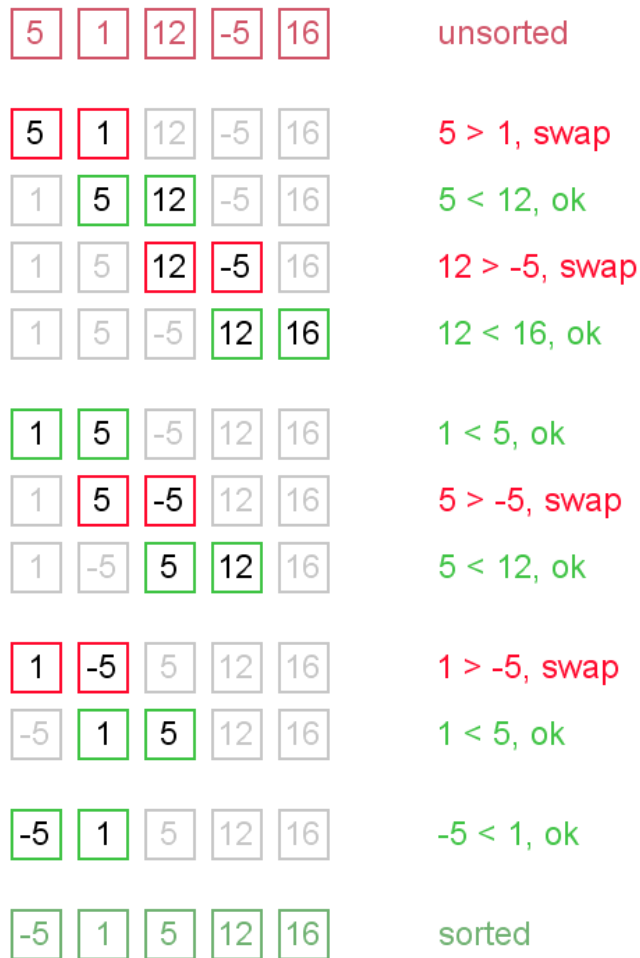 5 1 12 -5 16 unsorted
5 1 12 -5 16 5 > 1, swap
1 5 12 -5 16 5 < 12, ok
1 5 12 -5 16 12 > -5, swap
1 5 -5 12 16 12 < 16, ok
1 5 -5 12 16 1 < 5, ok
1 5 -5 12 16 5 > -5, swap
1 -5 5 12 16 5 < 12, ok
1 -5 5 12 16 1 > -5, swap
-5 1 5 12 16 1 < 5, ok
-5 1 5 12 16 -5 < 1, ok
-5 1 5 12 16 sorted